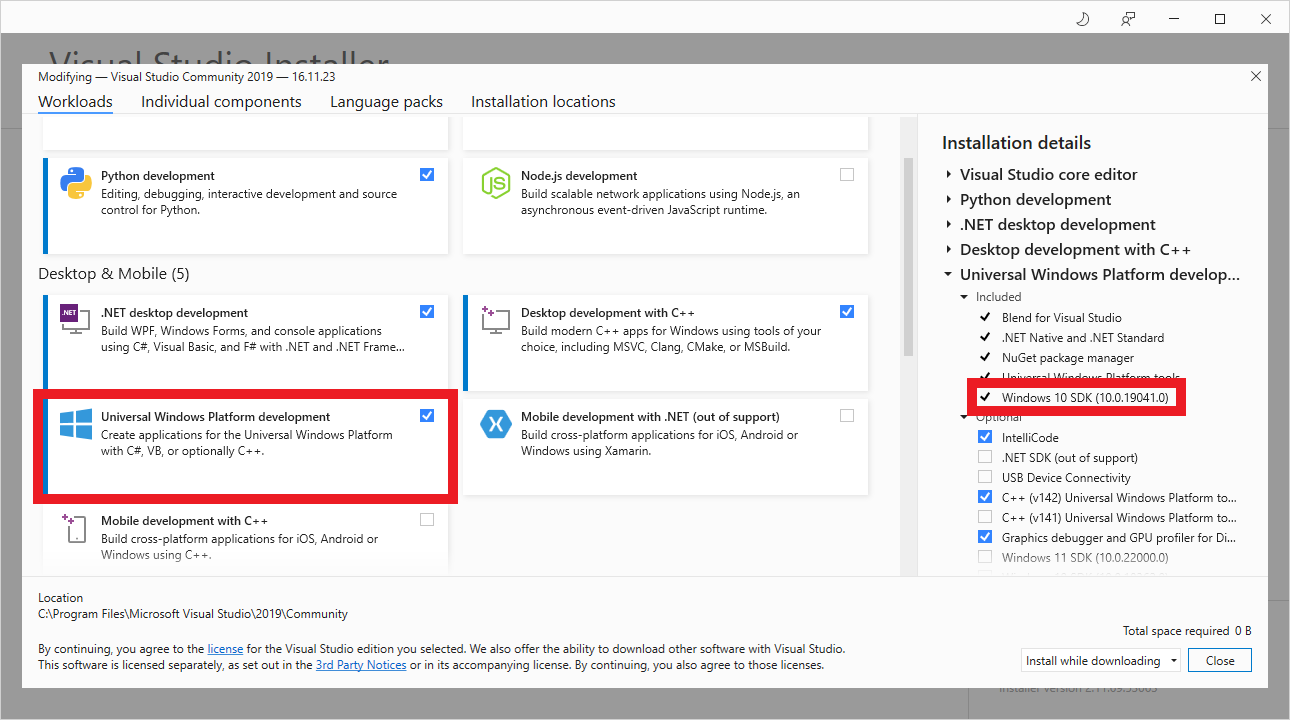 Visual Studio Installer
Modifying — Visual Studio Community 2019 — 16.11.23
Workloads
Individual components
Language packs
Installation locations
Python development
Editing, debugging, interactive development and source
control for Python.
Node.js development
Build scalable network applications using Node.js, an
asynchronous event-driven JavaScript runtime.
Desktop & Mobile (5)
.NET
.NET desktop development
Build WPF, Windows Forms, and console applications
using C#, Visual Basic, and F# with .NET and .NET Frame...
Desktop development with C++
Build modern C++ apps for Windows using tools of your
choice, including MSVC, Clang, CMake, or MSBuild.
Universal Windows Platform development
Create applications for the Universal Windows Platform
with C#, VB, or optionally C++.
Mobile development with .NET (out of support)
Build cross-platform applications for iOS, Android or
Windows using Xamarin.
Mobile development with C++
Build cross-platform applications for iOS, Android or
Windows using C++.
Installation details
Visual Studio core editor
Python development
.NET desktop development
Desktop development with C++
Universal Windows Platform develop...
Included
Blend for Visual Studio
.NET Native and .NET Standard
NuGet package manager
Universal Windows Platform tools
Windows 10 SDK (10.0.19041.0)
Optional
IntelliCode
.NET SDK (out of support)
USB Device Connectivity
C++ (v142) Universal Windows Platform to...
C++ (v141) Universal Windows Platform to...
Graphics debugger and GPU profiler for Di...
Windows 11 SDK (10.0.22000.0)
Location
C:\Program Files\Microsoft Visual Studio\2019\Community
By continuing, you agree to the license for the Visual Studio edition you selected. We also offer the ability to download other software with Visual Studio.
This software is licensed separately, as set out in the 3rd Party Notices or in its accompanying license. By continuing, you also agree to those licenses.
Total space required 0 B
Install while downloading
Close